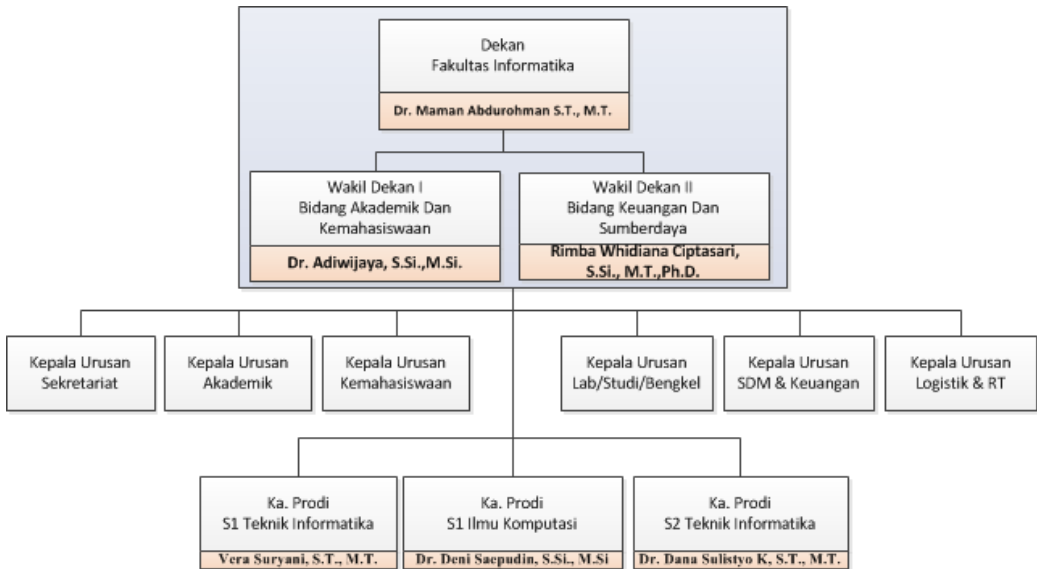 Dekan
Fakultas Informatika
Dr. Maman Abdurohman S.T., M.T.
Wakil Dekan I
Bidang Akademik Dan
Kemahasiswaan
Dr. Adiwijaya, S.Si.,M.Si.
Wakil Dekan II
Bidang Keuangan Dan
Sumberdaya
Rimba Whidiana Ciptasari,
S.Si., M.T.,Ph.D.
Kepala Urusan
Sekretariat
Kepala Urusan
Akademik
Kepala Urusan
Kemahasiswaan
Kepala Urusan
Lab/Studi/Bengkel
Kepala Urusan
SDM & Keuangan
Kepala Urusan
Logistik & RT
Ka. Prodi
S1 Teknik Informatika
Vera Suryani, S.T., M.T.
Ka. Prodi
S1 Ilmu Komputasi
Dr. Deni Saepudin, S.Si., M.Si
Ka. Prodi
S2 Teknik Informatika
Dr. Dana Sulistyo K, S.T., M.T.